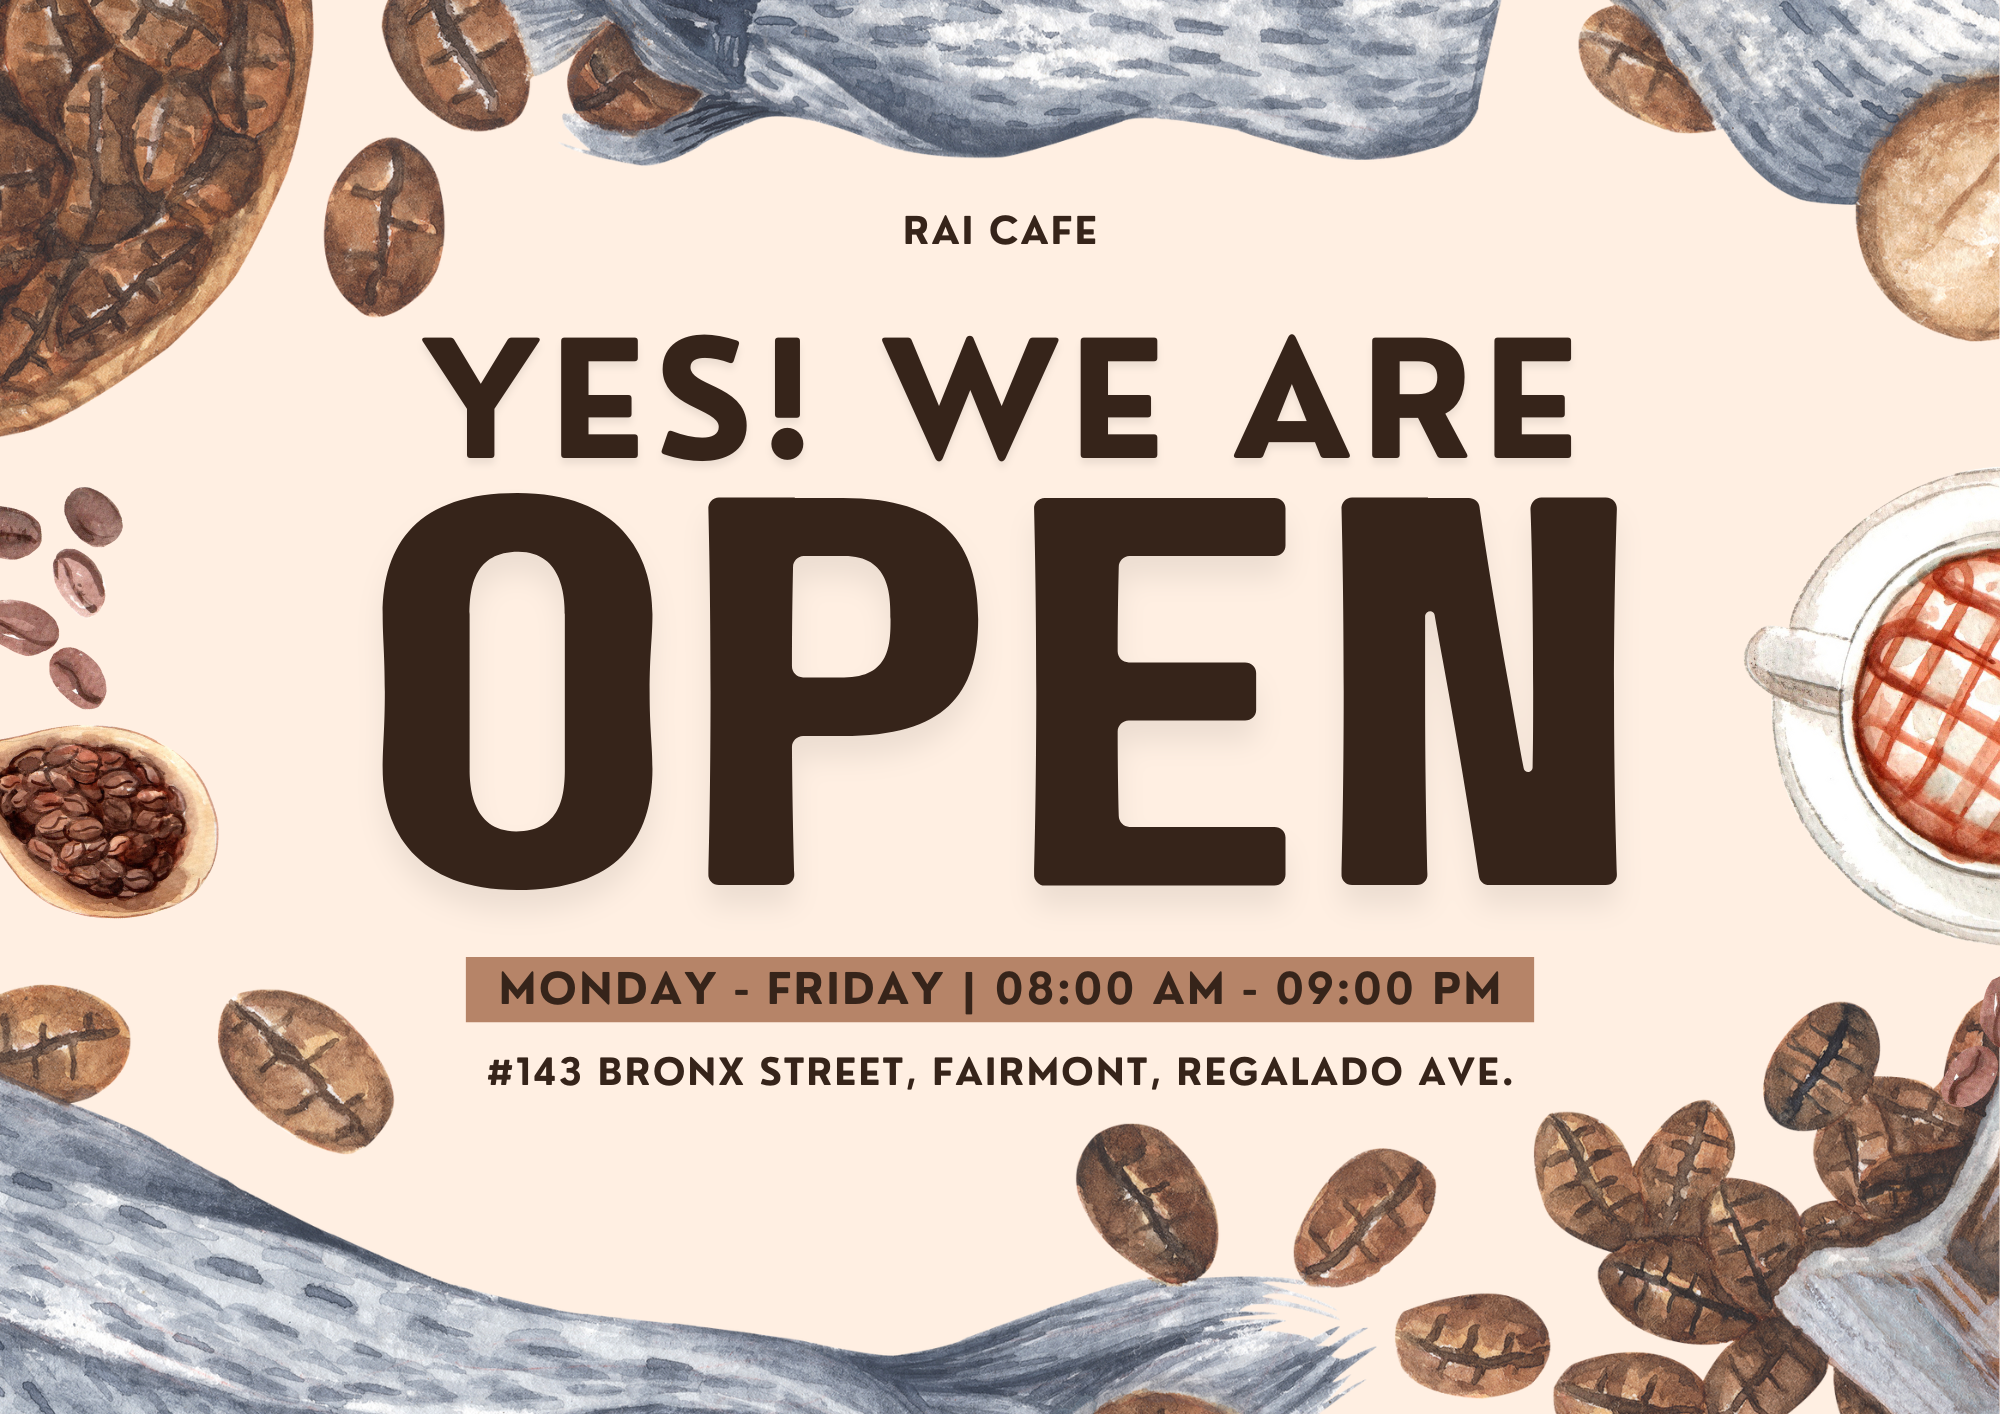 RAI CAFE
YES! WE ARE
OPEN
MONDAY - FRIDAY | 08:00 AM - 09:00 PM
#143 BRONX STREET, FAIRMONT, REGALADO AVE.